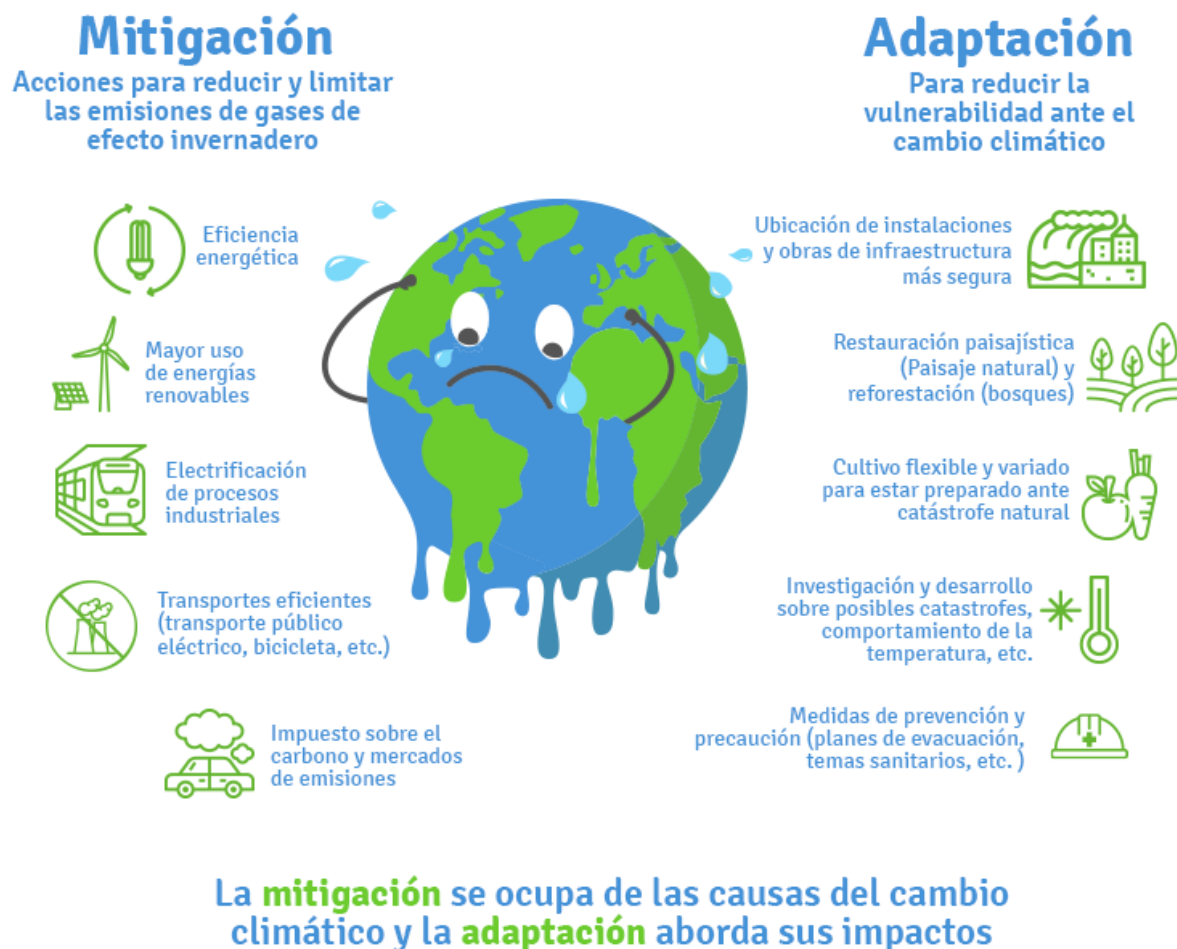 Mitigación
Acciones para reducir y limitar
las emisiones de gases de
efecto invernadero
Eficiencia
energética
Mayor uso
de energías
renovables
Electrificación
de procesos
industriales
Transportes eficientes
(transporte público
eléctrico, bicicleta, etc.)
Impuesto sobre el
carbono y mercados
de emisiones
Adaptación
Para reducir la
vulnerabilidad ante el
cambio climático
Ubicación de instalaciones
y obras de infraestructura
más segura
Restauración paisajística
(Paisaje natural) y
reforestación (bosques)
Cultivo flexible y variado
para estar preparado ante
catástrofe natural
Investigación y desarrollo
sobre posibles catastrofes,
comportamiento de la
temperatura, etc.
Medidas de prevención y
precaución (planes de evacuación,
temas sanitarios, etc. )
La mitigación se ocupa de las causas del cambio
climático y la adaptación aborda sus impactos